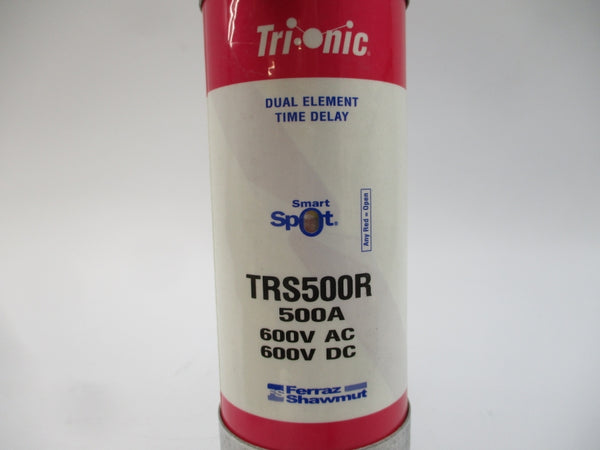 Tri-onic®
DUAL ELEMENT
TIME DELAY
Smart
Spot®
Any Red = Open
TRS500R
500A
600V AC
600V DC
Ferraz
Shawmut